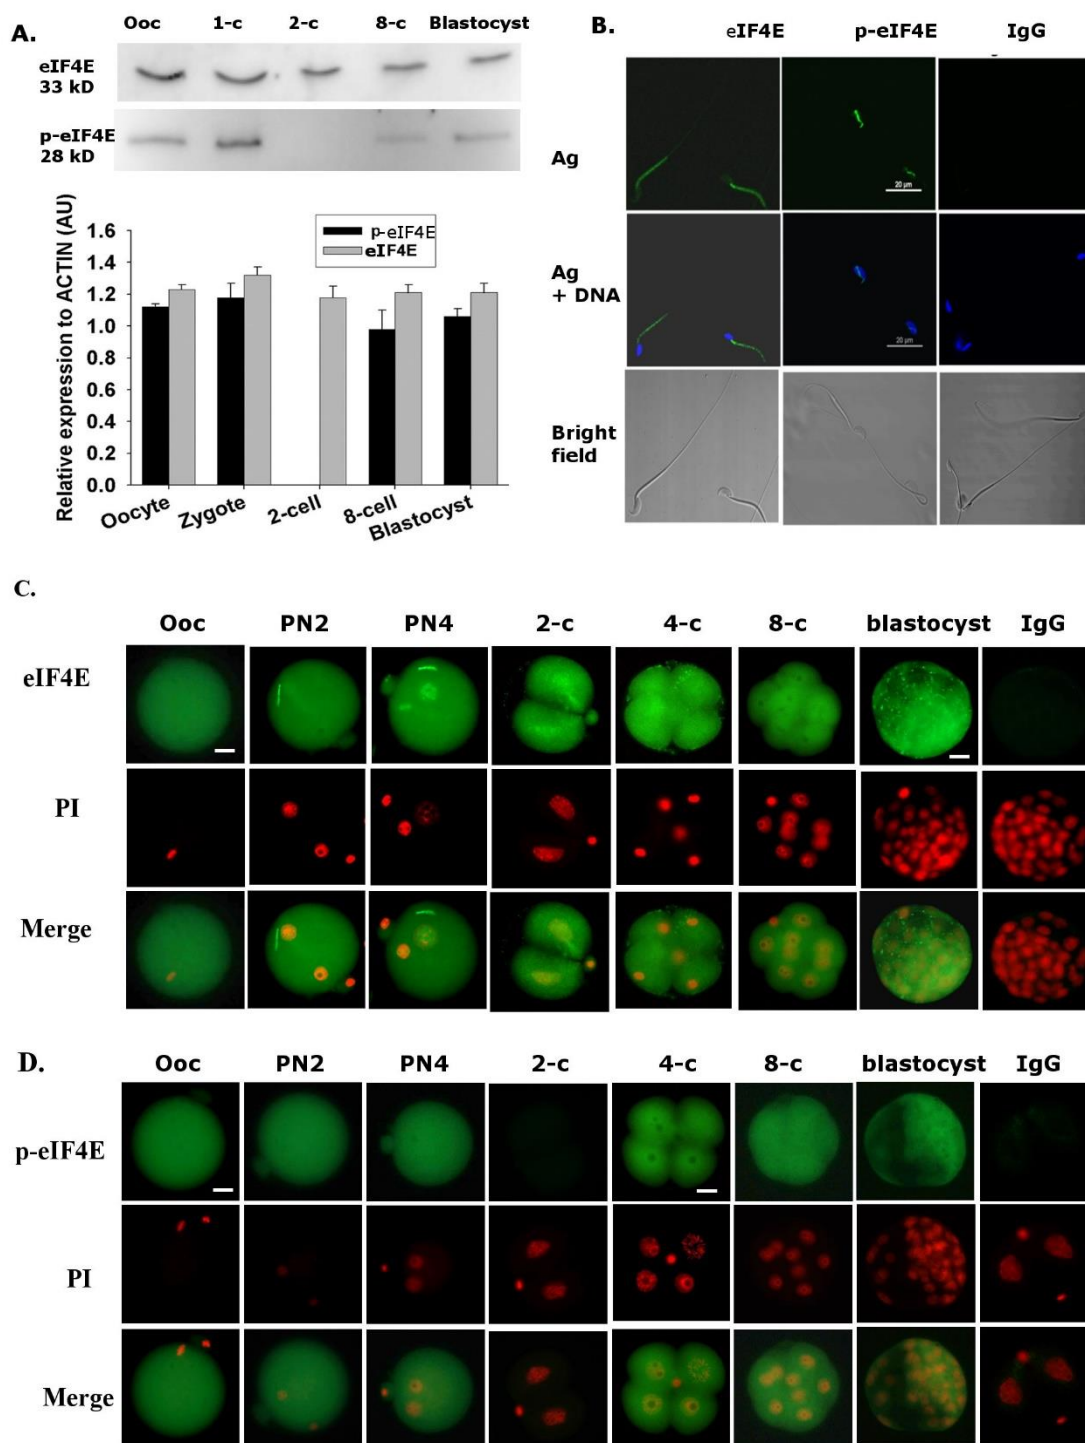 A.
Ooc 1-c 2-c 8-c Blastocyst
eIF4E
33 kD
p-eIF4E
28 kD
Relative expression to ACTIN (AU)
1.6
1.4
1.2
1.0
0.8
0.6
0.4
0.2
0.0
p-eIF4E
eIF4E
Oocyte Zygote 2-cell 8-cell Blastocyst
B.
eIF4E p-eIF4E IgG
Ag
20 µm
Ag
+ DNA
20 µm
Bright
field
C.
Ooc PN2 PN4 2-c 4-c 8-c blastocyst IgG
eIF4E
PI
Merge
D.
Ooc PN2 PN4 2-c 4-c 8-c blastocyst IgG
p-eIF4E
PI
Merge